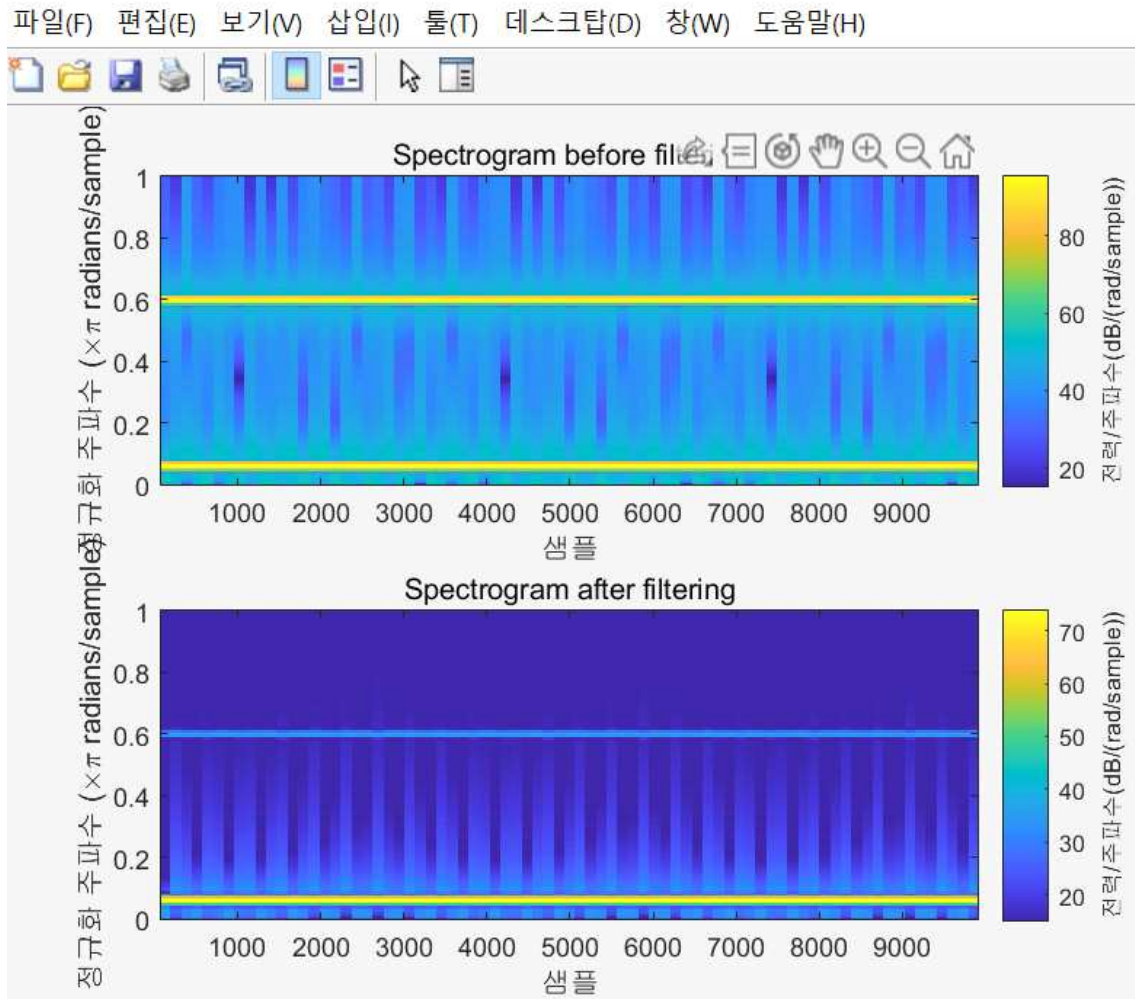 파일(F) 편집(E) 보기(V) 삽입(I) 툴(T) 데스크탑(D) 창(W) 도움말(H)
Spectrogram before
정규화 주파수 (×π radians/sample)
1
0.8
0.6
0.4
0.2
0
1000 2000 3000 4000 5000 6000 7000 8000 9000
샘플
80
60
40
20
전력/주파수(dB/(rad/sample))
Spectrogram after filtering
정규화 주파수 (×π radians/sample)
1
0.8
0.6
0.4
0.2
0
1000 2000 3000 4000 5000 6000 7000 8000 9000
샘플
70
60
50
40
30
20
전력/주파수(dB/(rad/sample))